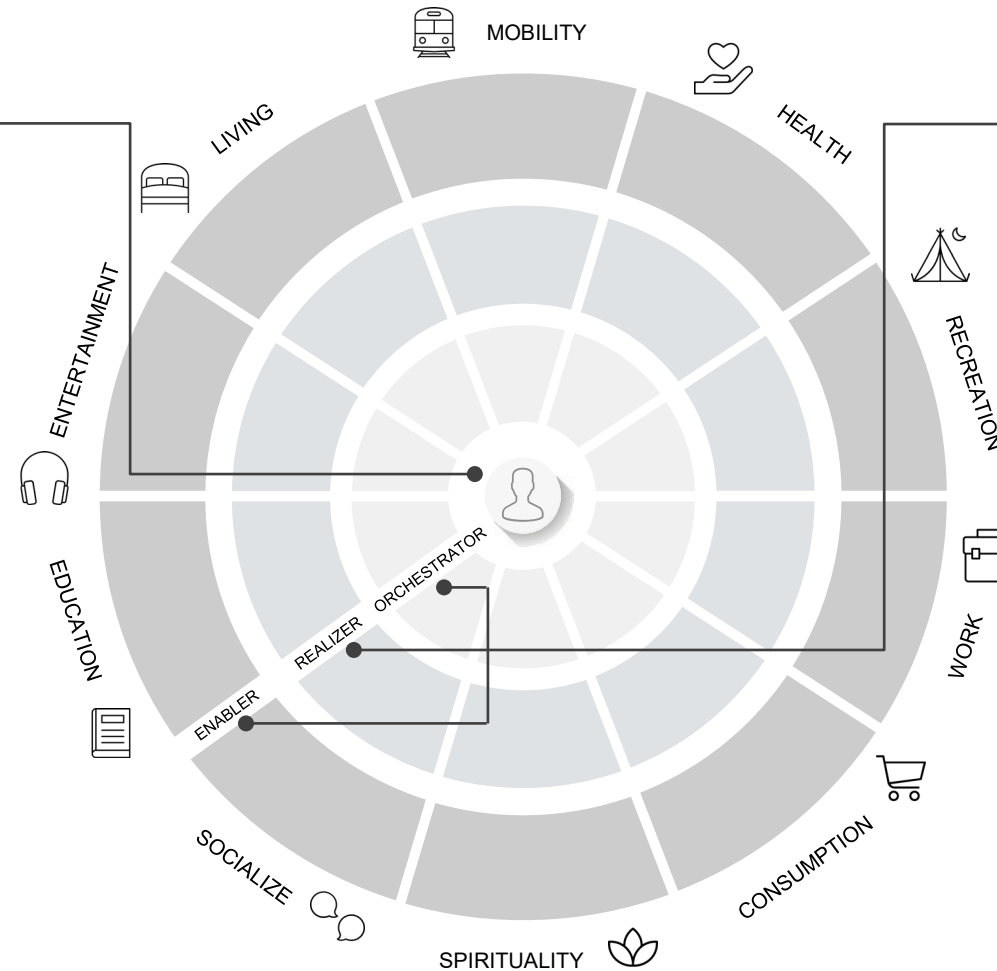 MOBILITY
HEALTH
LIVING
RECREATION
ENTERTAINMENT
ORCHESTRATOR
REALIZER
ENABLER
EDUCATION
WORK
SOCIALIZE
CONSUMPTION
SPIRITUALITY